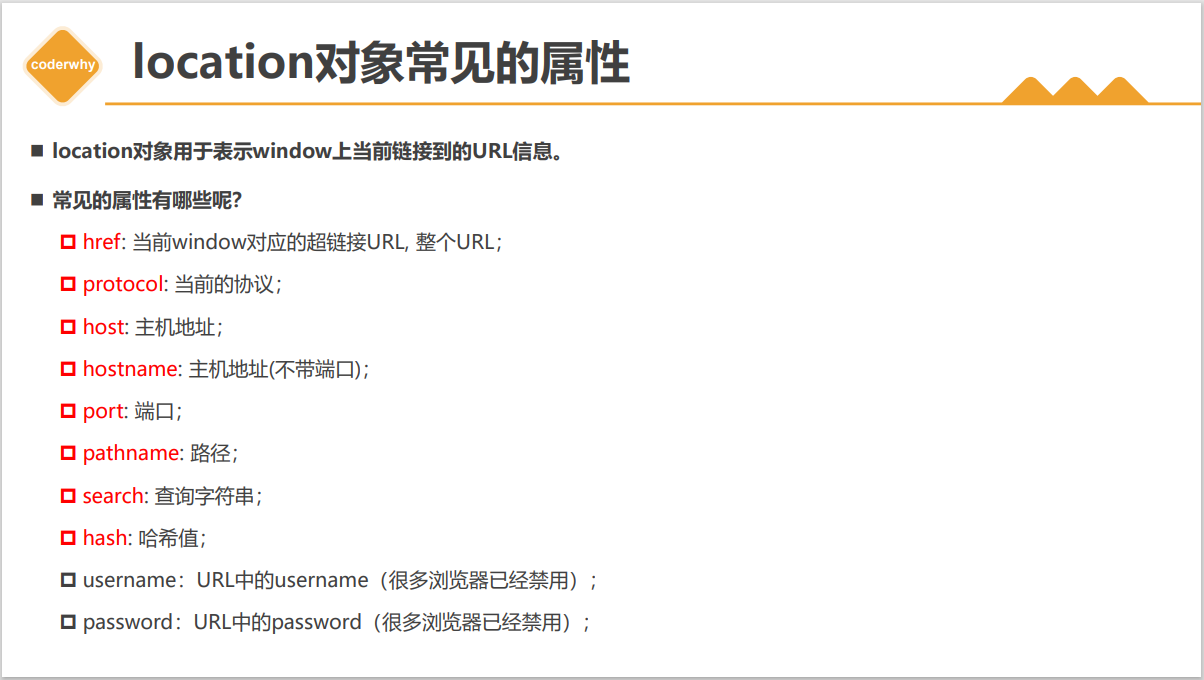 coderwhy
location对象常见的属性
location对象用于表示window上当前链接到的URL信息。
常见的属性有哪些呢？
href: 当前window对应的超链接URL, 整个URL；
protocol: 当前的协议；
host: 主机地址；
hostname: 主机地址(不带端口)；
port: 端口；
pathname: 路径；
search: 查询字符串；
hash: 哈希值；
username：URL中的username（很多浏览器已经禁用）；
password：URL中的password（很多浏览器已经禁用）；